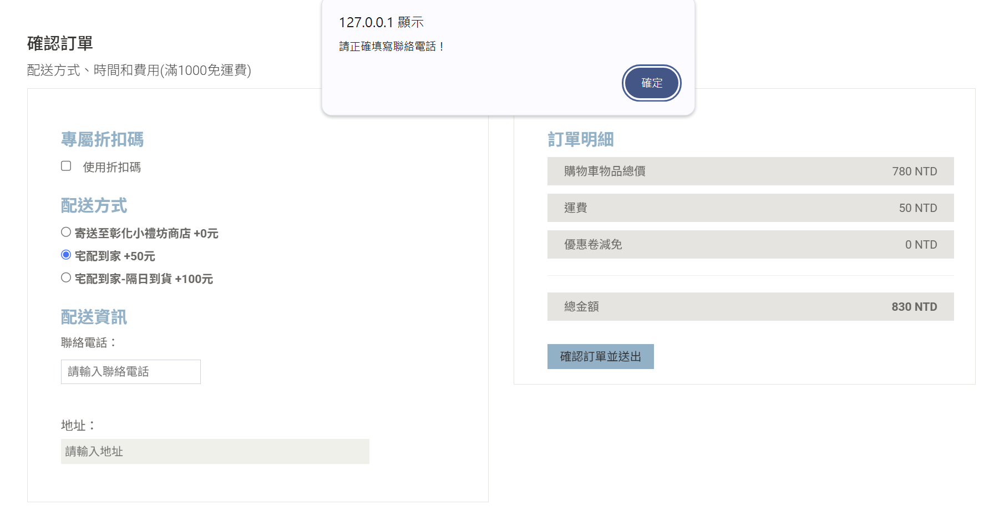 127.0.0.1 顯示
請正確填寫聯絡電話！
確定
確認訂單
配送方式、時間和費用(滿1000免運費)
專屬折扣碼
使用折扣碼
配送方式
寄送至彰化小禮坊商店 +0元
宅配到家 +50元
宅配到家-隔日到貨 +100元
配送資訊
聯絡電話：
請輸入聯絡電話
地址：
請輸入地址
訂單明細
購物車物品總價 780 NTD
運費 50 NTD
優惠卷減免 0 NTD
總金額 830 NTD
確認訂單並送出